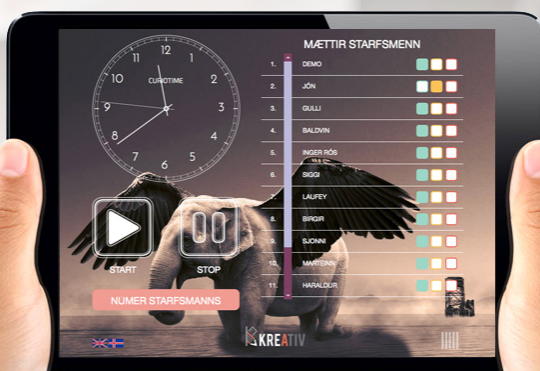 MÆTTIR STARFSMENN
12
11
1
10
2
CURIOTIME
9
3
8
4
7
5
6
1. DEMO
2. JÓN
3. GULLI
4. BALDVIN
5. INGER RÓS
6. SIGGI
7. LAUFEY
8. BIRGIR
9. SJONNI
10. MARTEINN
11. HARALDUR
START
STOP
NUMER STARFSMANNS
KREATIV